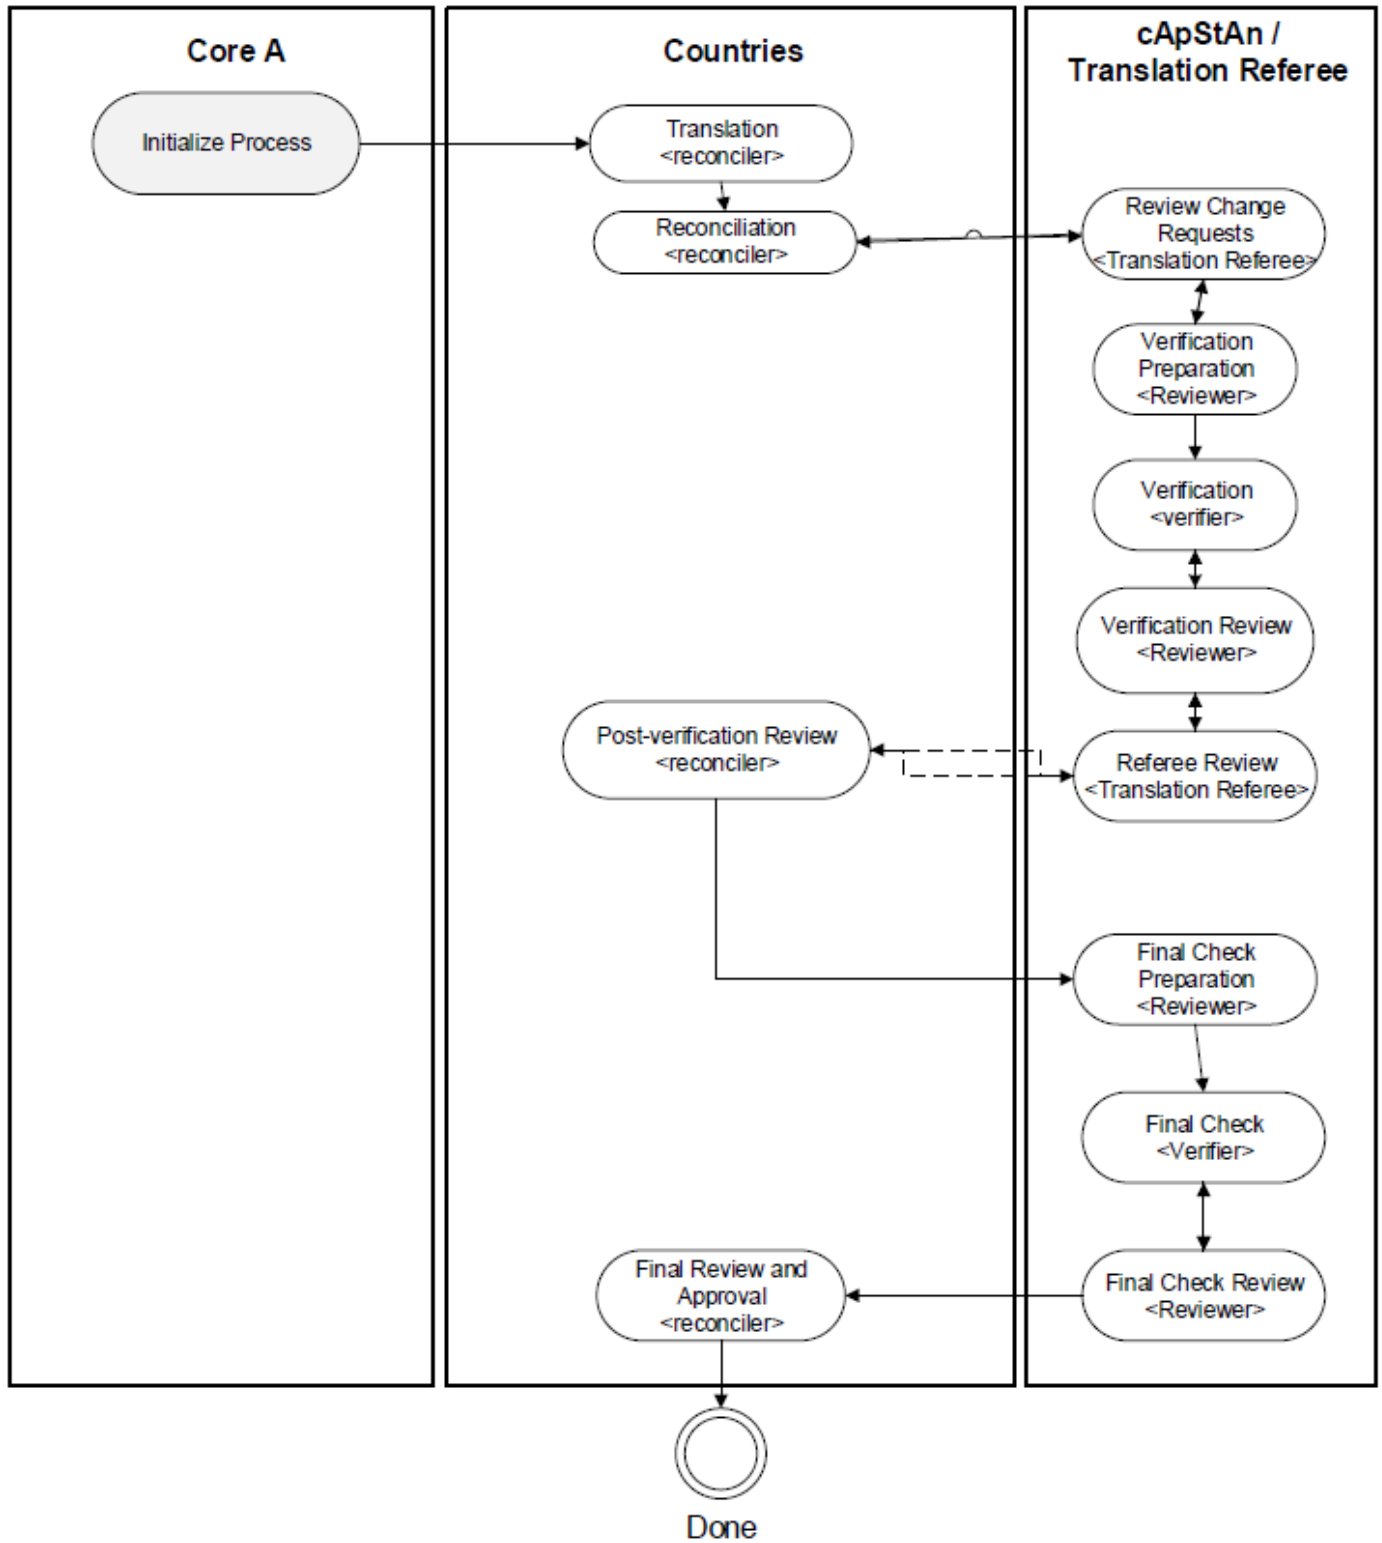 Core A
Countries
cApStAn /
Translation Referee
Initialize Process
Translation
<reconciler>
Reconciliation
<reconciler>
Review Change
Requests
<Translation Referee>
Verification
Preparation
<Reviewer>
Verification
<verifier>
Verification Review
<Reviewer>
Post-verification Review
<reconciler>
Referee Review
<Translation Referee>
Final Check
Preparation
<Reviewer>
Final Check
<Verifier>
Final Review and
Approval
<reconciler>
Final Check Review
<Reviewer>
Done